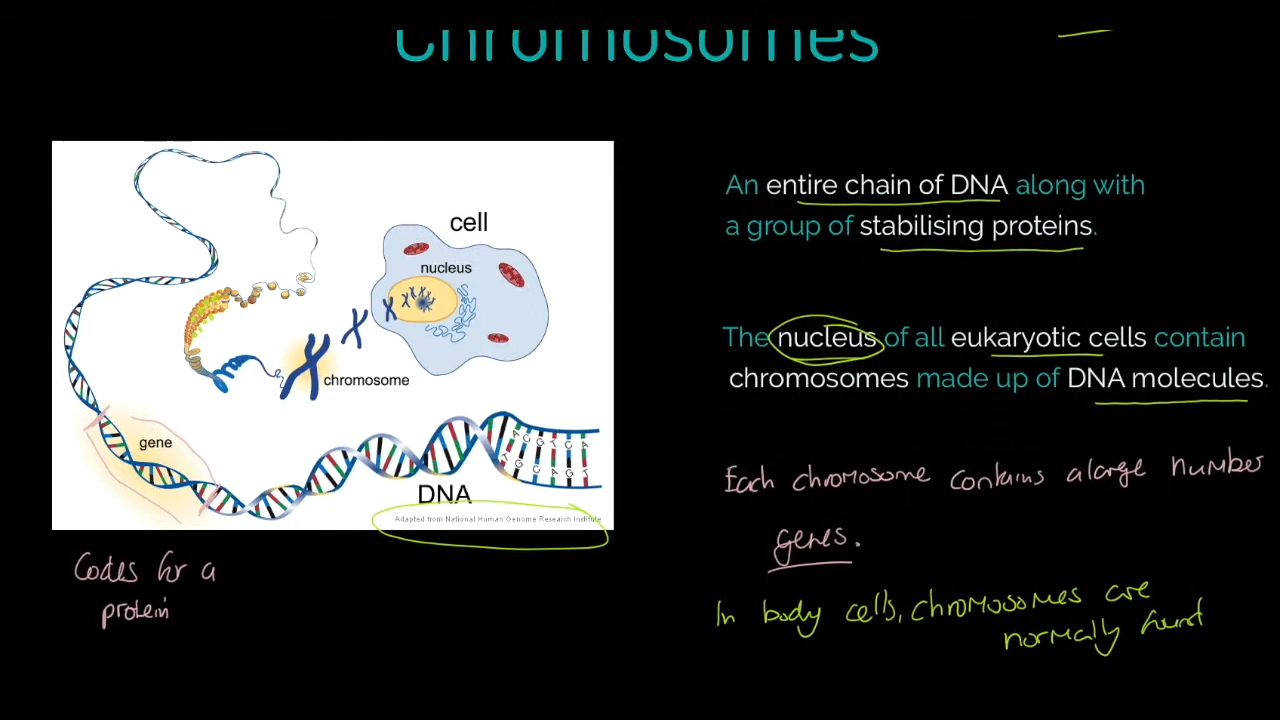 Chromosomes
An entire chain of DNA along with
a group of stabilising proteins.
cell
nucleus
chromosome
gene
DNA
Adapted from National Human Genome Research Institute
The nucleus of all eukaryotic cells contain
chromosomes made up of DNA molecules.
Each chromosome contains a large number
genes.
Codes for a
protein
In body cells, chromosomes are
normally found
A C G T C A
T G C A G T